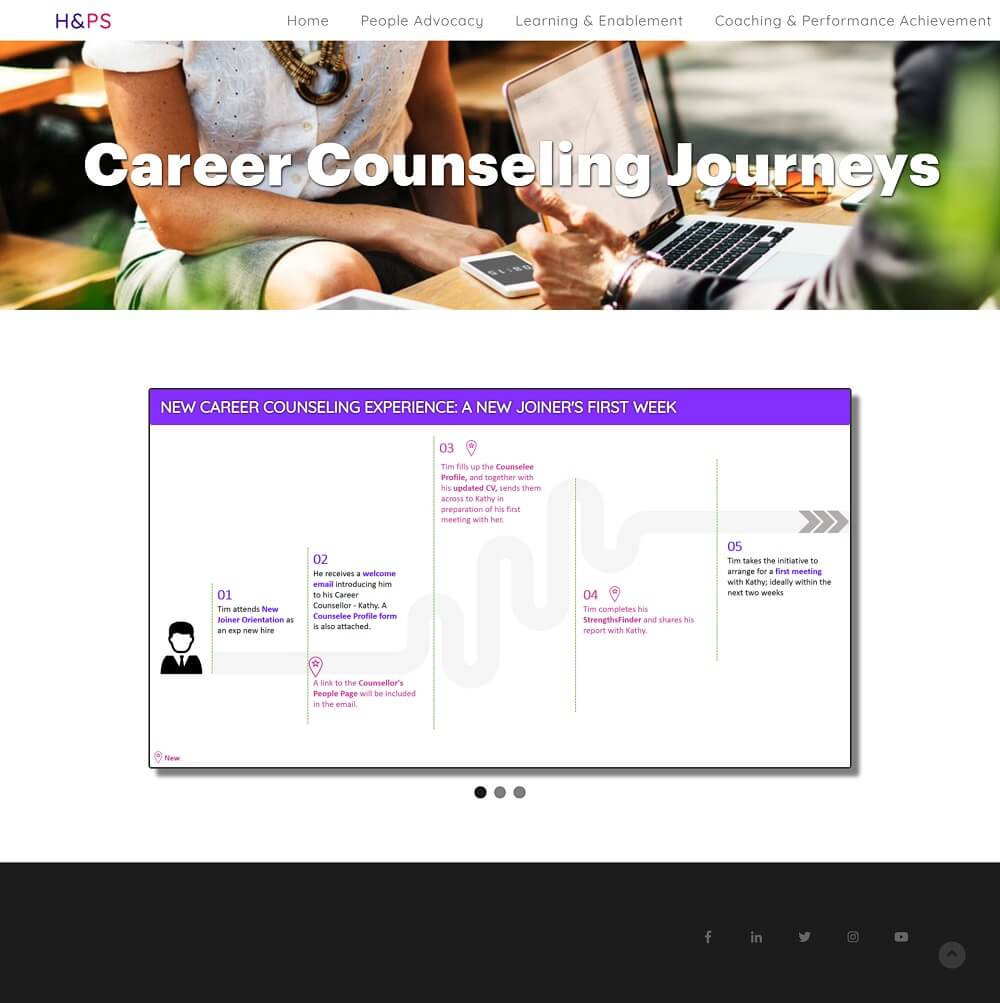 H&PS
Home
People Advocacy
Learning & Enablement
Coaching & Performance Achievement
Career Counseling Journeys
NEW CAREER COUNSELING EXPERIENCE: A NEW JOINER'S FIRST WEEK
01
Tim attends New
Joiner Orientation as
an exp new hire
02
He receives a welcome
email introducing him
to his Career
Counsellor - Kathy. A
Counselee Profile form
is also attached.
A link to the Counsellor's
People Page will be included
in the email.
03
Tim fills up the Counselee
Profile, and together with
his updated CV, sends them
across to Kathy in
preparation of his first
meeting with her.
04
Tim completes his
StrengthsFinder and shares his
report with Kathy.
05
Tim takes the initiative to
arrange for a first meeting
with Kathy; ideally within the
next two weeks
New